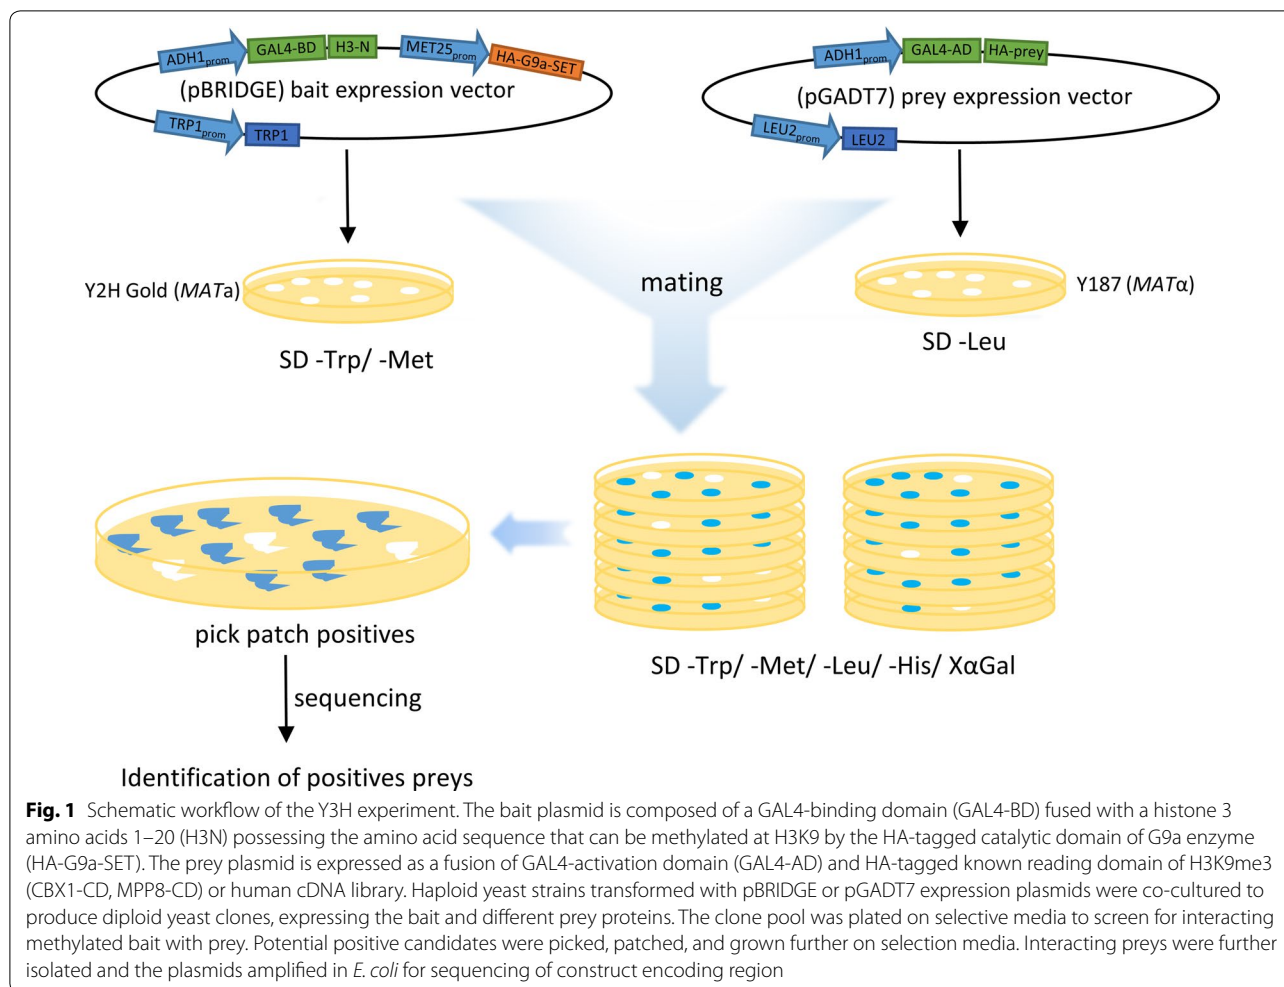 ADH1prom GAL4-BD H3-N MET25prom HA-G9a-SET
(pBRIDGE) bait expression vector
TRP1prom TRP1
ADH1prom GAL4-AD HA-prey
(pGADT7) prey expression vector
LEU2prom LEU2
Y2H Gold (MATa)
SD -Trp/ -Met
mating
Y187 (MATα)
SD -Leu
SD -Trp/ -Met/ -Leu/ -His/ XαGal
pick patch positives
sequencing
Identification of positives preys
Fig. 1 Schematic workflow of the Y3H experiment. The bait plasmid is composed of a GAL4-binding domain (GAL4-BD) fused with a histone 3
amino acids 1–20 (H3N) possessing the amino acid sequence that can be methylated at H3K9 by the HA-tagged catalytic domain of G9a enzyme
(HA-G9a-SET). The prey plasmid is expressed as a fusion of GAL4-activation domain (GAL4-AD) and HA-tagged known reading domain of H3K9me3
(CBX1-CD, MPP8-CD) or human cDNA library. Haploid yeast strains transformed with pBRIDGE or pGADT7 expression plasmids were co-cultured to
produce diploid yeast clones, expressing the bait and different prey proteins. The clone pool was plated on selective media to screen for interacting
methylated bait with prey. Potential positive candidates were picked, patched, and grown further on selection media. Interacting preys were further
isolated and the plasmids amplified in E. coli for sequencing of construct encoding region